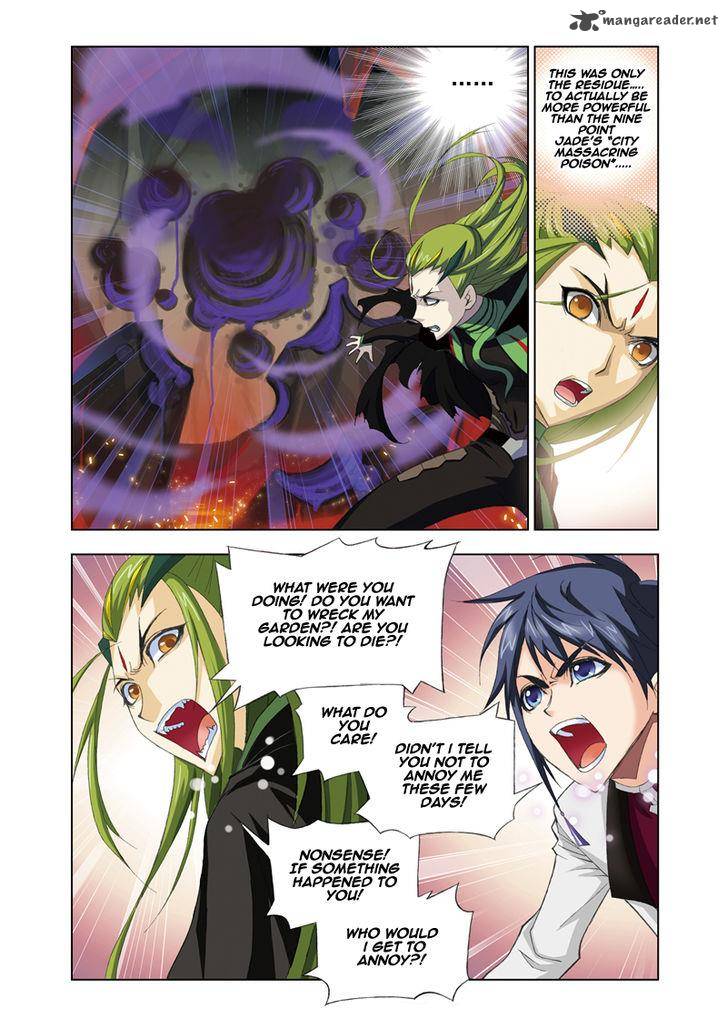 mangareader.net
......
THIS WAS ONLY
THE RESIDUE.....
TO ACTUALLY BE
MORE POWERFUL
THAN THE NINE
POINT
JADE'S "CITY
MASSACRING
POISON".....
WHAT WERE YOU
DOING! DO YOU WANT
TO WRECK MY
GARDEN?! ARE YOU
LOOKING TO DIE?!
WHAT DO
YOU
CARE!
DIDN'T I TELL
YOU NOT TO
ANNOY ME
THESE FEW
DAYS!
NONSENSE!
IF SOMETHING
HAPPENED TO
YOU!
WHO WOULD
I GET TO
ANNOY?!